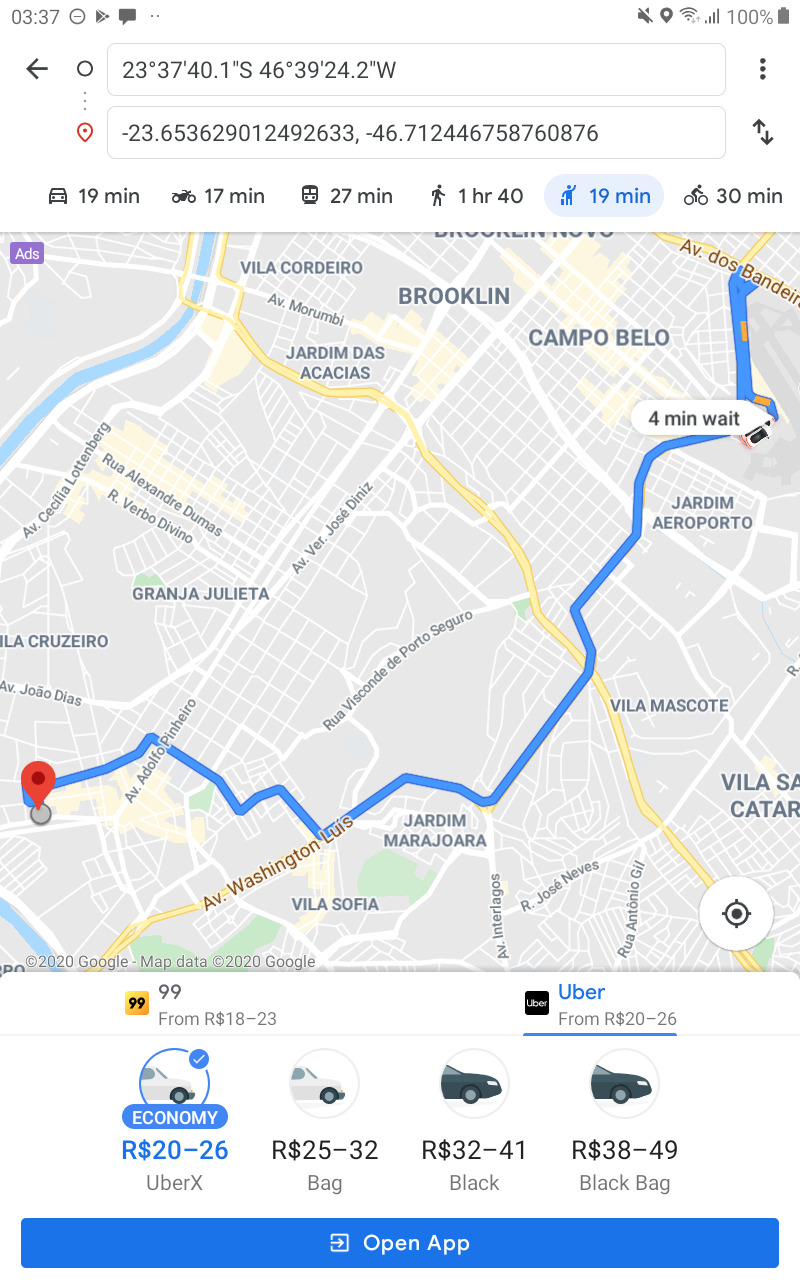 03:37
100%
23°37'40.1"S 46°39'24.2"W
-23.653629012492633, -46.712446758760876
19 min
17 min
27 min
1 hr 40
19 min
30 min
Ads
BROOKLIN NOVO
Av. dos Bandeir
VILA CORDEIRO
Av. Morumbi
BROOKLIN
CAMPO BELO
JARDIM DAS
ACACIAS
4 min wait
Av. Cecília Lottenberg
Rua Alexandre Dumas
R. Verbo Divino
Av. Ver. José Diniz
JARDIM
AEROPORTO
GRANJA JULIETA
ILA CRUZEIRO
Rua Visconde de Porto Seguro
R.
Av. João Dias
Av. Adolfo Pinheiro
VILA MASCOTE
VILA SA
CATAR
JARDIM
MARAJOARA
Av. Washington Luís
VILA SOFIA
Av. Interlagos
R. José Neves
Rua Antônio Gil
RO
©2020 Google - Map data ©2020 Google
99
99
From R$18–23
Uber
Uber
From R$20–26
ECONOMY
R$20–26
R$25–32
R$32–41
R$38–49
UberX
Bag
Black
Black Bag
Open App